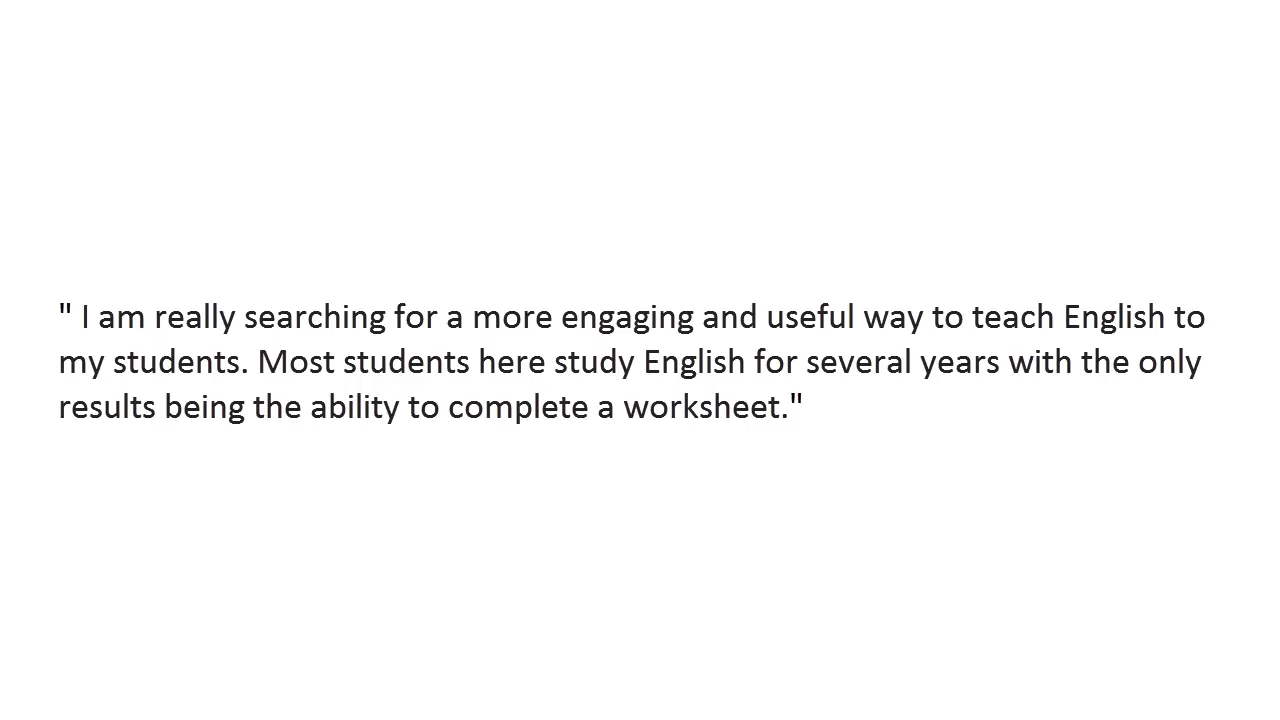 " I am really searching for a more engaging and useful way to teach English to
my students. Most students here study English for several years with the only
results being the ability to complete a worksheet."